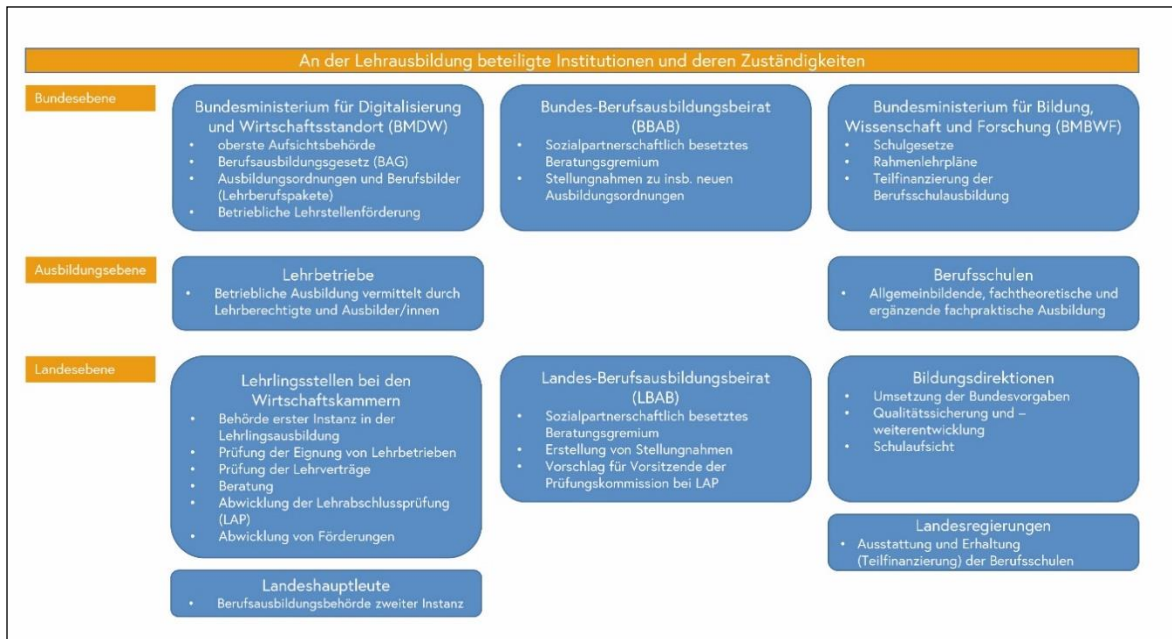 An der Lehrausbildung beteiligte Institutionen und deren Zuständigkeiten
Bundesebene
Bundesministerium für Digitalisierung
und Wirtschaftsstandort (BMDW)
• oberste Aufsichtsbehörde
• Berufsausbildungsgesetz (BAG)
• Ausbildungsordnungen und Berufsbilder
(Lehrberufspakete)
• Betriebliche Lehrstellenförderung
Bundes-Berufsausbildungsbeirat
(BBAB)
• Sozialpartnerschaftlich besetztes
Beratungsgremium
• Stellungnahmen zu insb. neuen
Ausbildungsordnungen
Bundesministerium für Bildung,
Wissenschaft und Forschung (BMBWF)
• Schulgesetze
• Rahmenlehrpläne
• Teilfinanzierung der
Berufsschulausbildung
Ausbildungsebene
Lehrbetriebe
• Betriebliche Ausbildung vermittelt durch
Lehrberechtigte und Ausbilder/innen
Berufsschulen
• Allgemeinbildende, fachtheoretische und
ergänzende fachpraktische Ausbildung
Landesebene
Lehrlingsstellen bei den
Wirtschaftskammern
• Behörde erster Instanz in der
Lehrlingsausbildung
• Prüfung der Eignung von Lehrbetrieben
• Prüfung der Lehrverträge
• Beratung
• Abwicklung der Lehrabschlussprüfung
(LAP)
• Abwicklung von Förderungen
Landes-Berufsausbildungsbeirat
(LBAB)
• Sozialpartnerschaftlich besetztes
Beratungsgremium
• Erstellung von Stellungnahmen
• Vorschlag für Vorsitzende der
Prüfungskommission bei LAP
Bildungsdirektionen
• Umsetzung der Bundesvorgaben
• Qualitätssicherung und –
weiterentwicklung
• Schulaufsicht
Landesregierungen
• Ausstattung und Erhaltung
(Teilfinanzierung) der Berufsschulen
Landeshauptleute
• Berufsausbildungsbehörde zweiter Instanz